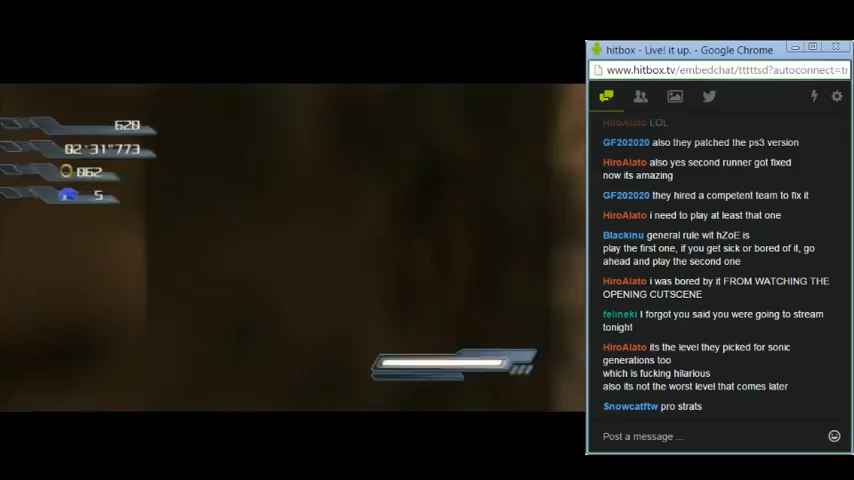 hitbox - Live! it up. - Google Chrome
www.hitbox.tv/embedchat/tttttsd?autoconnect=tr
620
02'31"773
062
5
HiroAlato LOL
GF202020 also they patched the ps3 version
HiroAlato also yes second runner got fixed
now its amazing
GF202020 they hired a competent team to fix it
HiroAlato i need to play at least that one
Blackinu general rule wit hZoE is
play the first one, if you get sick or bored of it, go
ahead and play the second one
HiroAlato i was bored by it FROM WATCHING THE
OPENING CUTSCENE
felineki I forgot you said you were going to stream
tonight
HiroAlato its the level they picked for sonic
generations too
which is fucking hilarious
also its not the worst level that comes later
Snowcatftw pro strats
Post a message ...